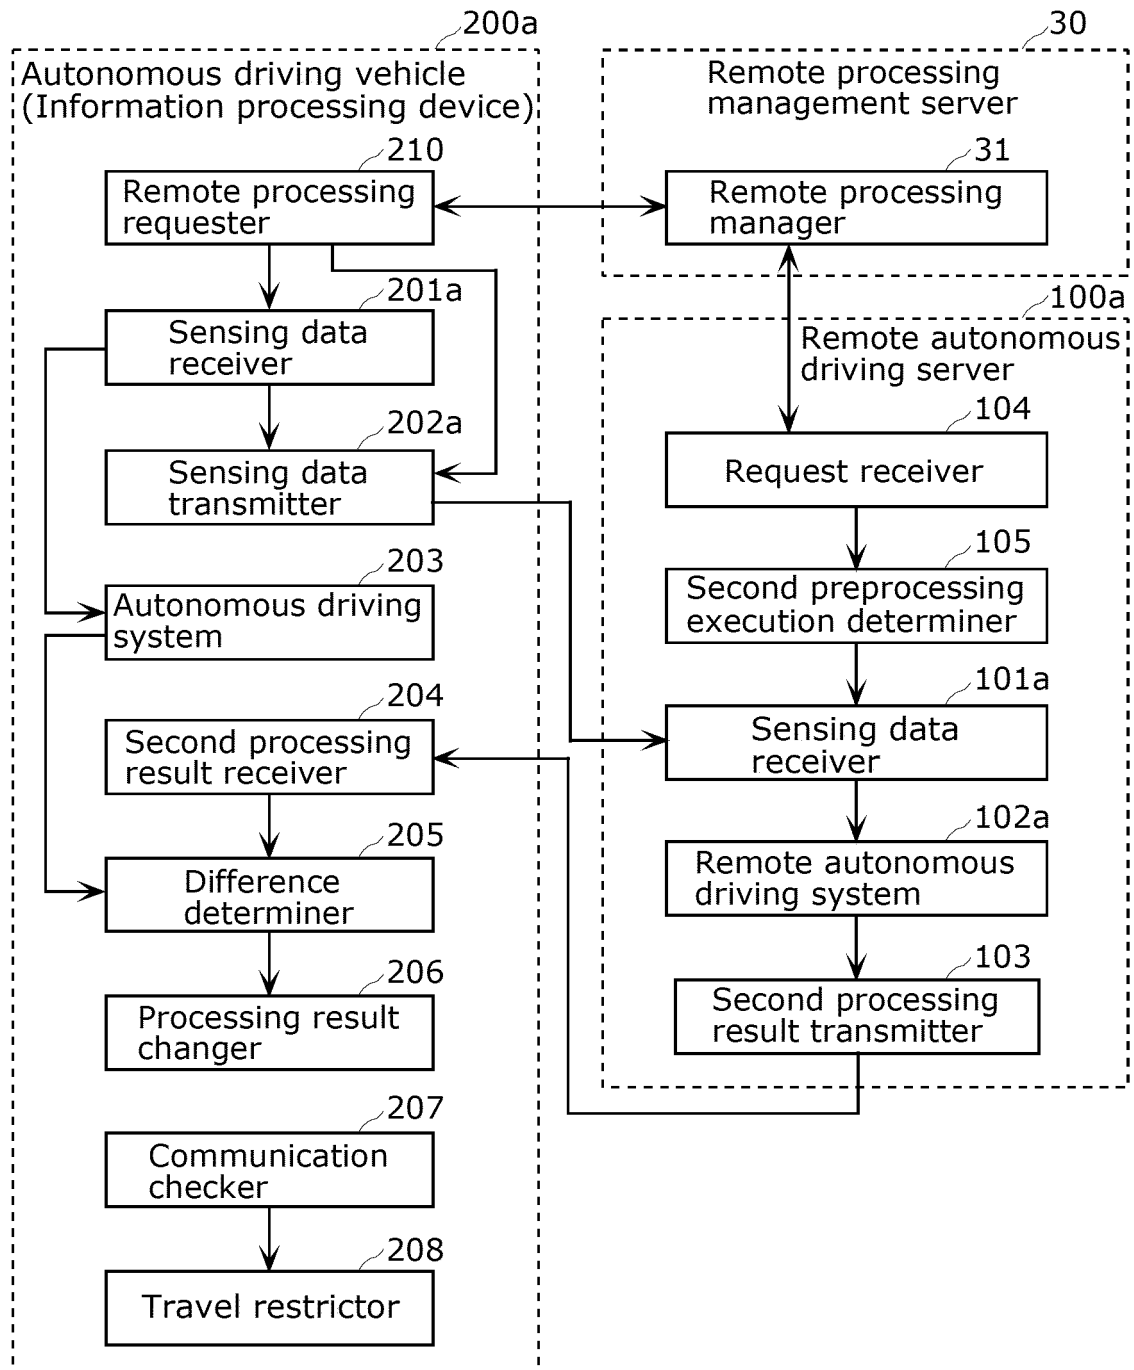 200a
Autonomous driving vehicle
(Information processing device)
210
Remote processing
requester
201a
Sensing data
receiver
202a
Sensing data
transmitter
203
Autonomous driving
system
204
Second processing
result receiver
205
Difference
determiner
206
Processing result
changer
207
Communication
checker
208
Travel restrictor
30
Remote processing
management server
31
Remote processing
manager
100a
Remote autonomous
driving server
104
Request receiver
105
Second preprocessing
execution determiner
101a
Sensing data
receiver
102a
Remote autonomous
driving system
103
Second processing
result transmitter